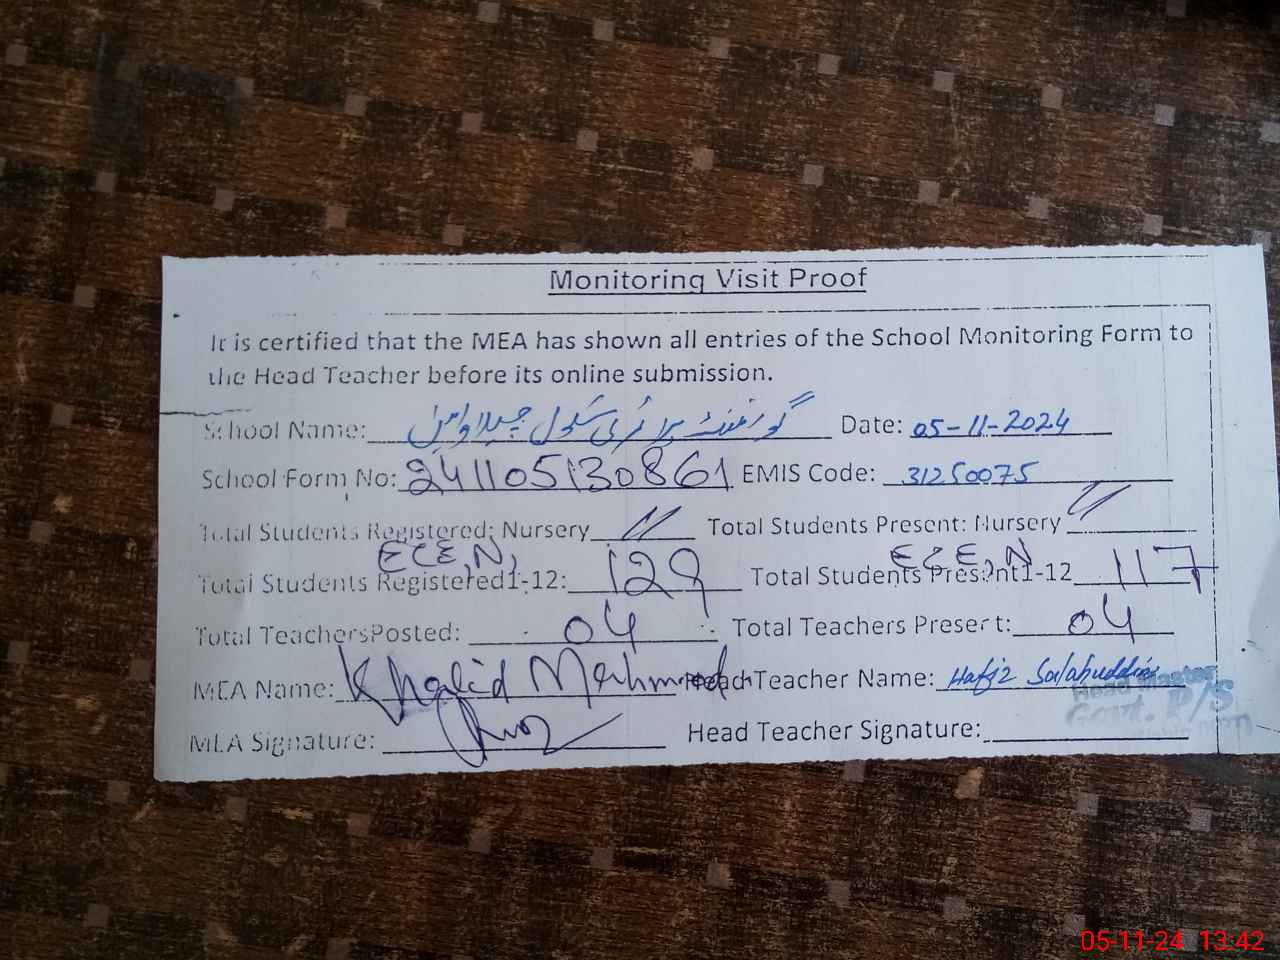 Monitoring Visit Proof
It is certified that the MEA has shown all entries of the School Monitoring Form to
the Head Teacher before its online submission.
School Name: گورنمنٹ پرائمری سکول Date: 05-11-2024
School Form No: 241105130861 EMIS Code: 31250075
Total Students Registered: Nursery // Total Students Present: Nursery //
ECE, N, ECE, N
Total Students Registered1-12: 129 Total Students Present1-12 117
Total TeachersPosted: 04 Total Teachers Present: 04
MEA Name: Khalid Mehmood Head Teacher Name: Hafiz Salahuddin
Head Master
Govt. P/S
MEA Signature: Head Teacher Signature:
05-11-24 13:42